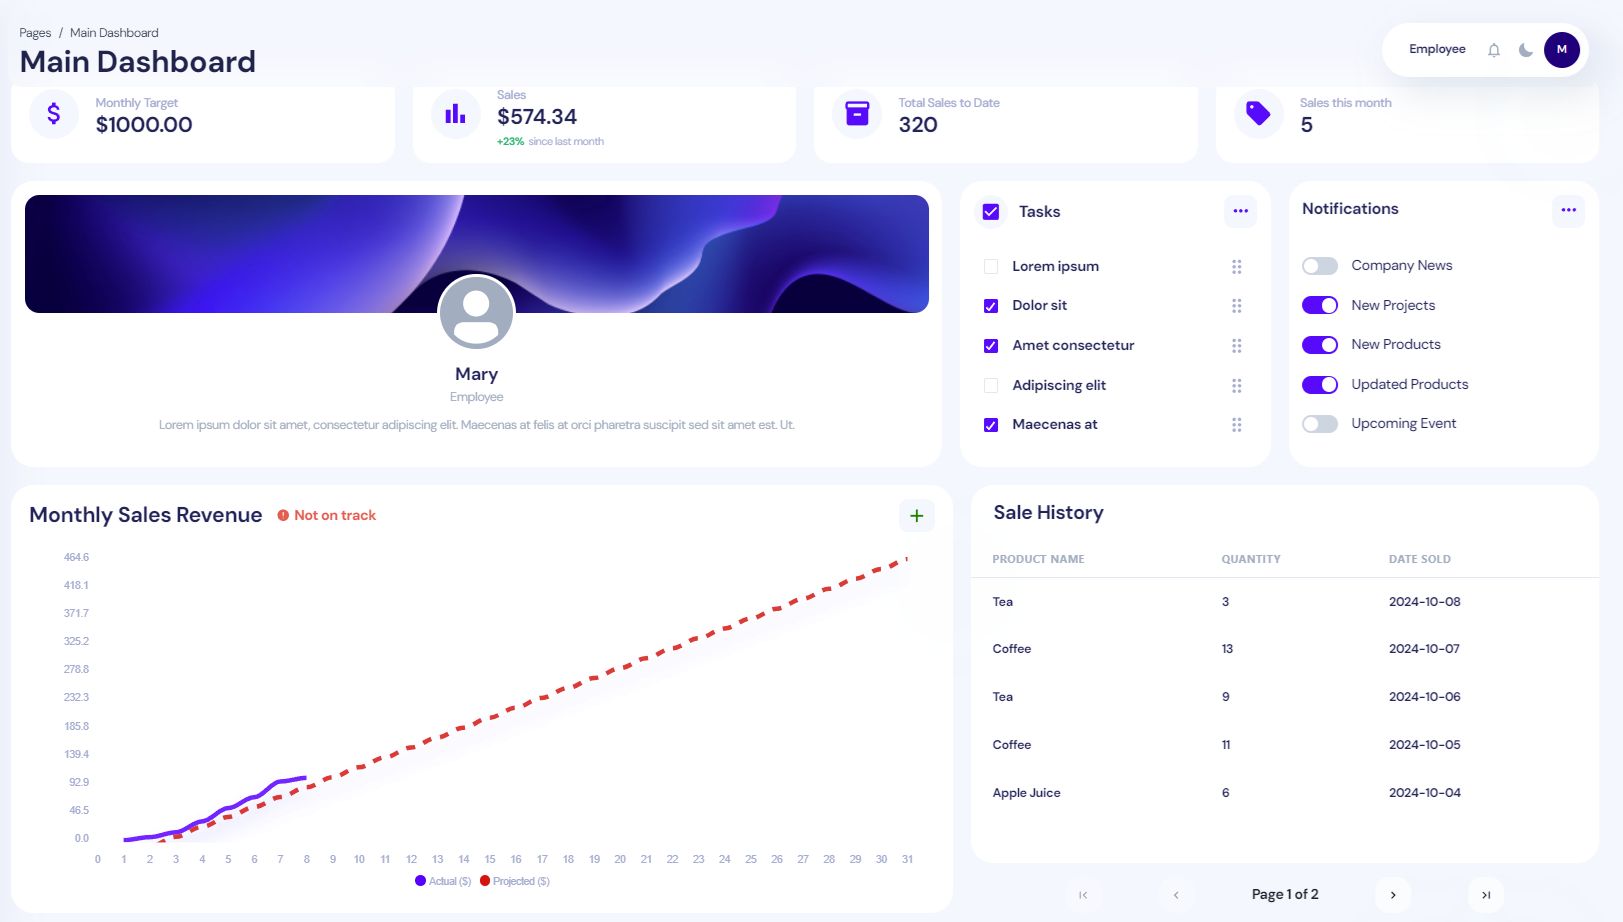 Pages / Main Dashboard
Main Dashboard
Employee
M
Monthly Target
$1000.00
Sales
$574.34
+23% since last month
Total Sales to Date
320
Sales this month
5
Mary
Employee
Lorem ipsum dolor sit amet, consectetur adipiscing elit. Maecenas at felis at orci pharetra suscipit sed sit amet est. Ut.
Tasks
Lorem ipsum
Dolor sit
Amet consectetur
Adipiscing elit
Maecenas at
Notifications
Company News
New Projects
New Products
Updated Products
Upcoming Event
Monthly Sales Revenue
Not on track
464.6
418.1
371.7
325.2
278.8
232.3
185.8
139.4
92.9
46.5
0.0
0 1 2 3 4 5 6 7 8 9 10 11 12 13 14 15 16 17 18 19 20 21 22 23 24 25 26 27 28 29 30 31
Actual ($) Projected ($)
Sale History
PRODUCT NAME QUANTITY DATE SOLD
Tea 3 2024-10-08
Coffee 13 2024-10-07
Tea 9 2024-10-06
Coffee 11 2024-10-05
Apple Juice 6 2024-10-04
Page 1 of 2